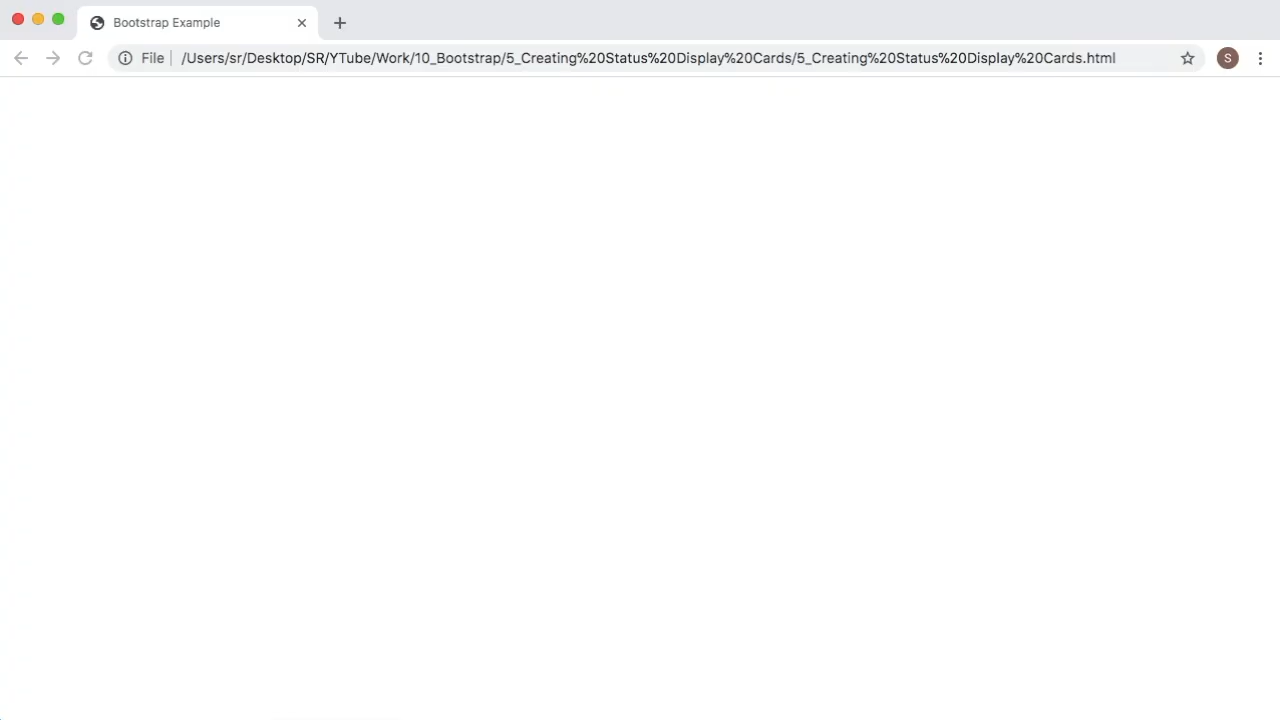 Bootstrap Example
File | /Users/sr/Desktop/SR/YTube/Work/10_Bootstrap/5_Creating%20Status%20Display%20Cards/5_Creating%20Status%20Display%20Cards.html
S